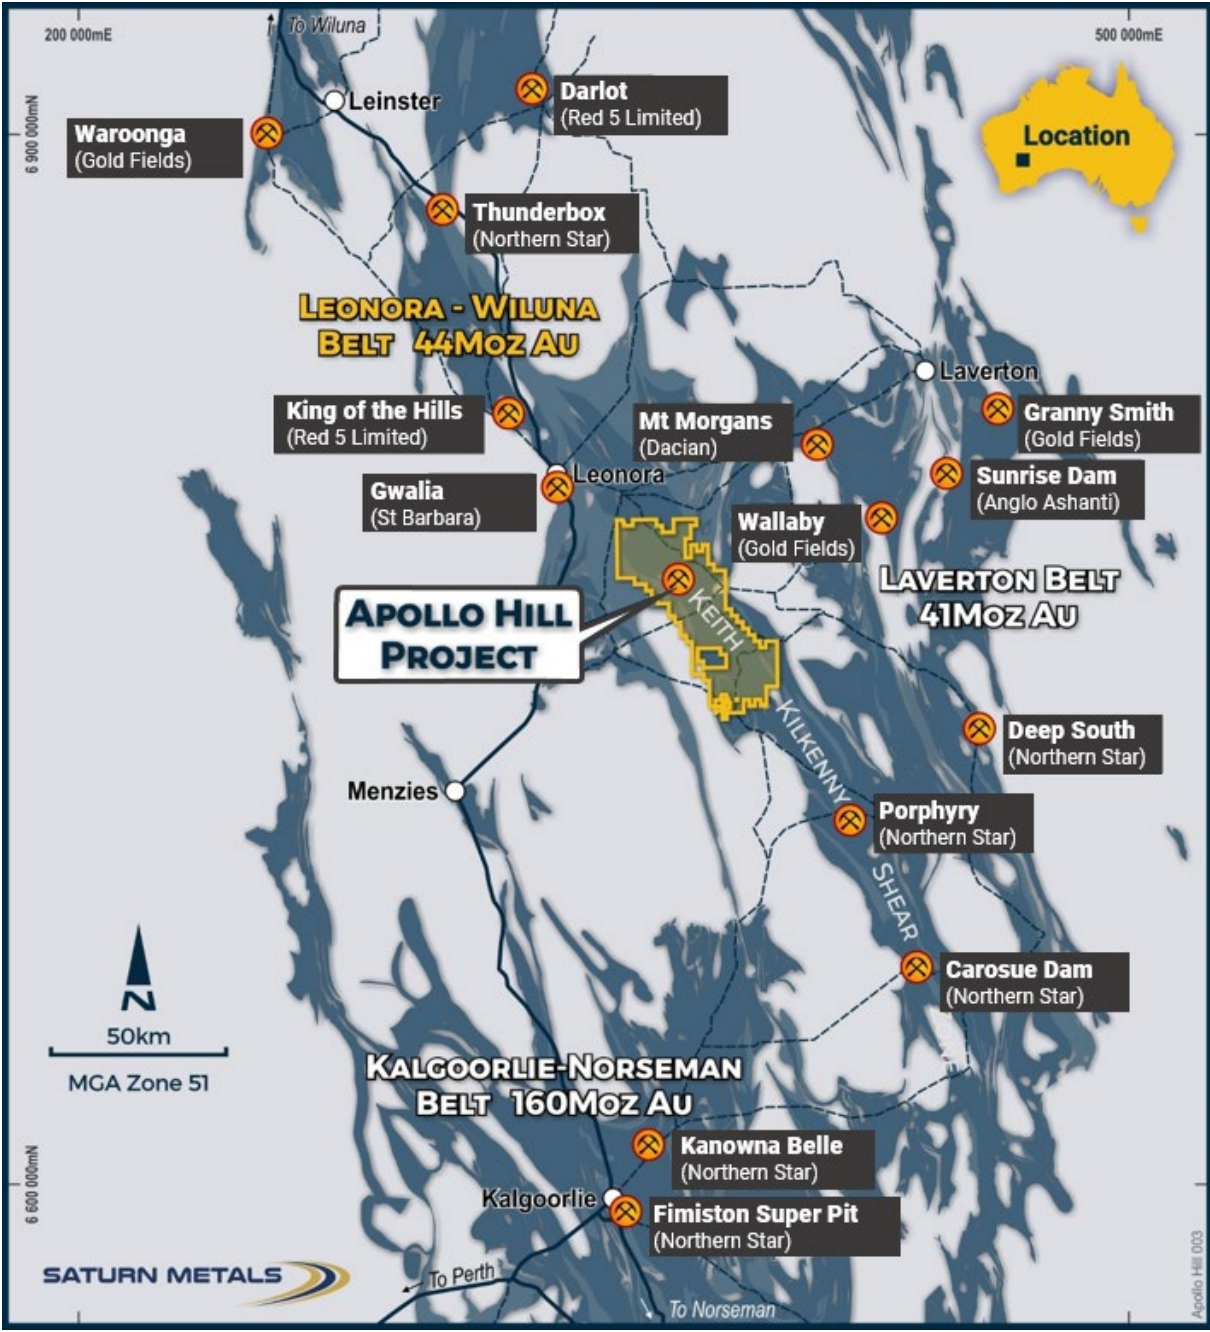 200 000mE
To Wiluna
500 000mE
6 900 000mN
Leinster
Darlot
(Red 5 Limited)
Waroonga
(Gold Fields)
Location
Thunderbox
(Northern Star)
LEONORA - WILUNA
BELT 44MOZ AU
Laverton
King of the Hills
(Red 5 Limited)
Mt Morgans
(Dacian)
Granny Smith
(Gold Fields)
Leonora
Gwalia
(St Barbara)
Sunrise Dam
(Anglo Ashanti)
Wallaby
(Gold Fields)
LAVERTON BELT
41MOZ AU
APOLLO HILL
PROJECT
KEITH
KILKENNY
SHEAR
Deep South
(Northern Star)
Menzies
Porphyry
(Northern Star)
Carosue Dam
(Northern Star)
N
50km
MGA Zone 51
KALGOORLIE-NORSEMAN
BELT 160MOZ AU
Kanowna Belle
(Northern Star)
6 600 000mN
Kalgoorlie
Fimiston Super Pit
(Northern Star)
SATURN METALS
To Perth
To Norseman
Apollo Hill 003